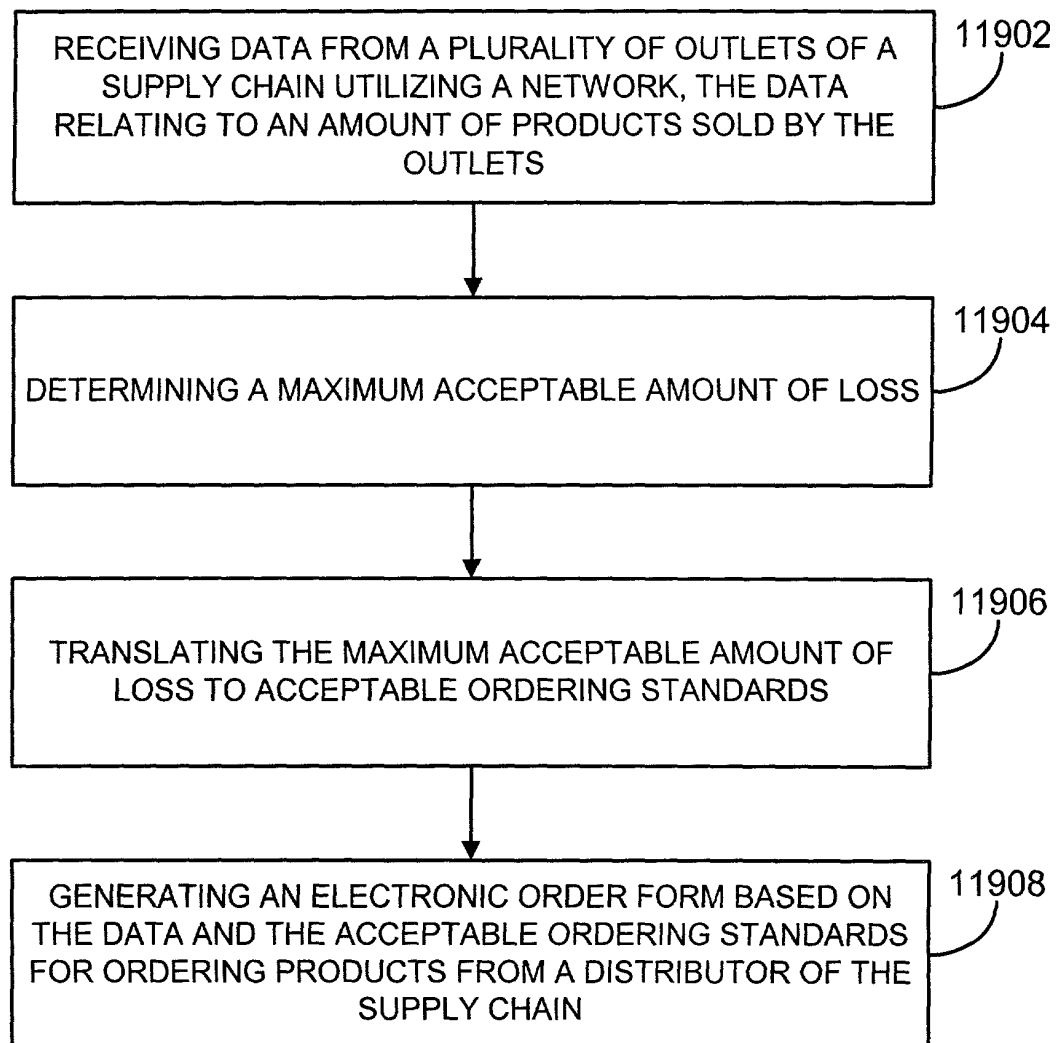 RECEIVING DATA FROM A PLURALITY OF OUTLETS OF A
SUPPLY CHAIN UTILIZING A NETWORK, THE DATA
RELATING TO AN AMOUNT OF PRODUCTS SOLD BY THE
OUTLETS
11902
DETERMINING A MAXIMUM ACCEPTABLE AMOUNT OF LOSS
11904
TRANSLATING THE MAXIMUM ACCEPTABLE AMOUNT OF
LOSS TO ACCEPTABLE ORDERING STANDARDS
11906
GENERATING AN ELECTRONIC ORDER FORM BASED ON
THE DATA AND THE ACCEPTABLE ORDERING STANDARDS
FOR ORDERING PRODUCTS FROM A DISTRIBUTOR OF THE
SUPPLY CHAIN
11908